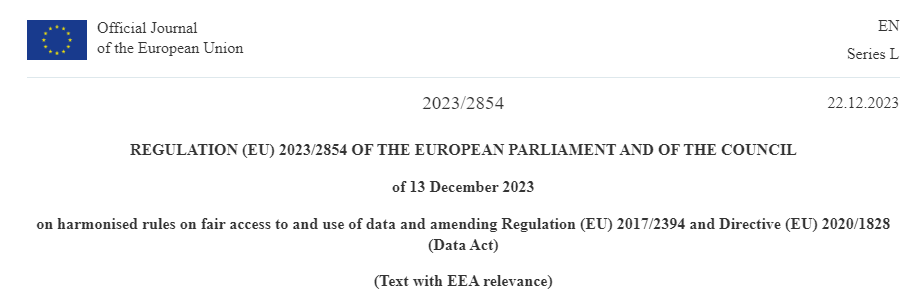 Official Journal
of the European Union
EN
Series L
2023/2854
22.12.2023
REGULATION (EU) 2023/2854 OF THE EUROPEAN PARLIAMENT AND OF THE COUNCIL
of 13 December 2023
on harmonised rules on fair access to and use of data and amending Regulation (EU) 2017/2394 and Directive (EU) 2020/1828
(Data Act)
(Text with EEA relevance)